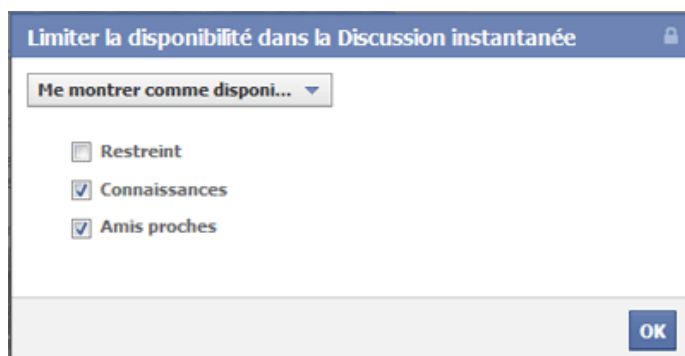 Limiter la disponibilité dans la Discussion instantanée
Me montrer comme disponi...
Restreint
Connaissances
Amis proches
OK